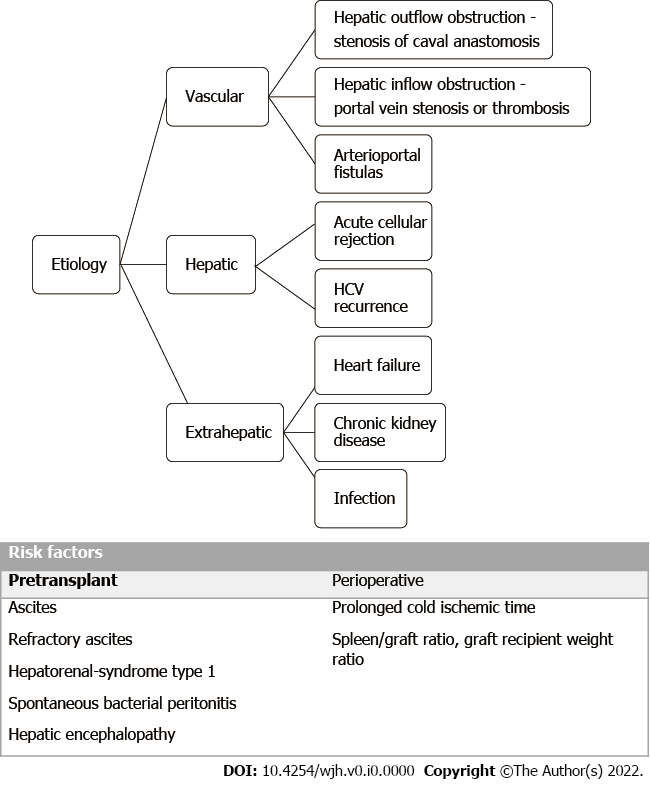 Hepatic outflow obstruction -
stenosis of caval anastomosis
Vascular
Hepatic inflow obstruction -
portal vein stenosis or thrombosis
Arterioportal
fistulas
Acute cellular
rejection
Etiology
Hepatic
HCV
recurrence
Heart failure
Extrahepatic
Chronic kidney
disease
Infection
Risk factors
Pretransplant
Perioperative
Ascites
Prolonged cold ischemic time
Refractory ascites
Spleen/graft ratio, graft recipient weight
ratio
Hepatorenal-syndrome type 1
Spontaneous bacterial peritonitis
Hepatic encephalopathy
DOI: 10.4254/wjh.v0.i0.0000 Copyright ©The Author(s) 2022.